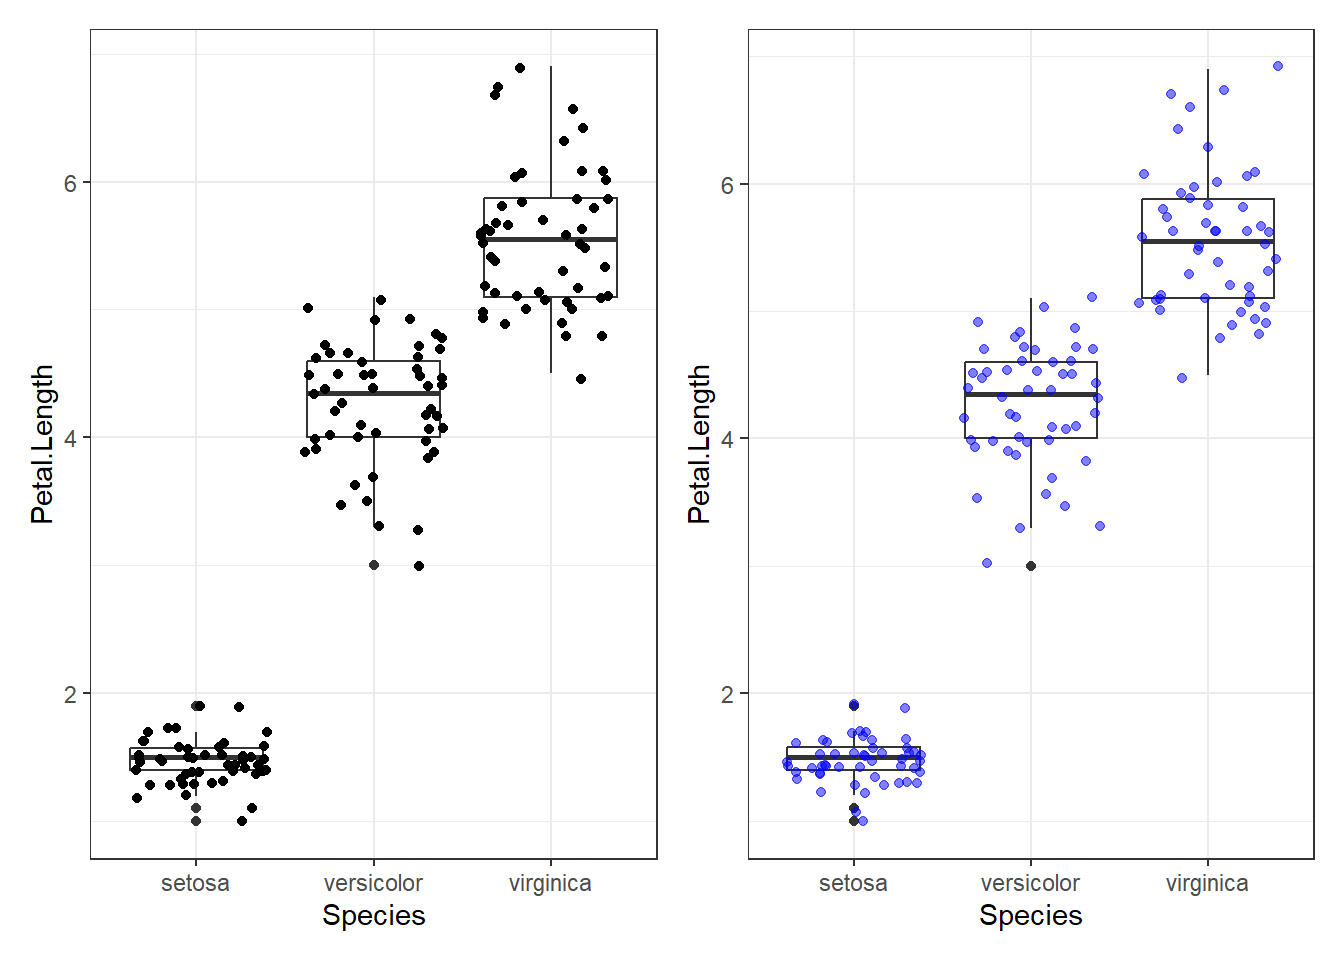 Petal.Length
6
4
2
setosa versicolor virginica
Species
Petal.Length
6
4
2
setosa versicolor virginica
Species